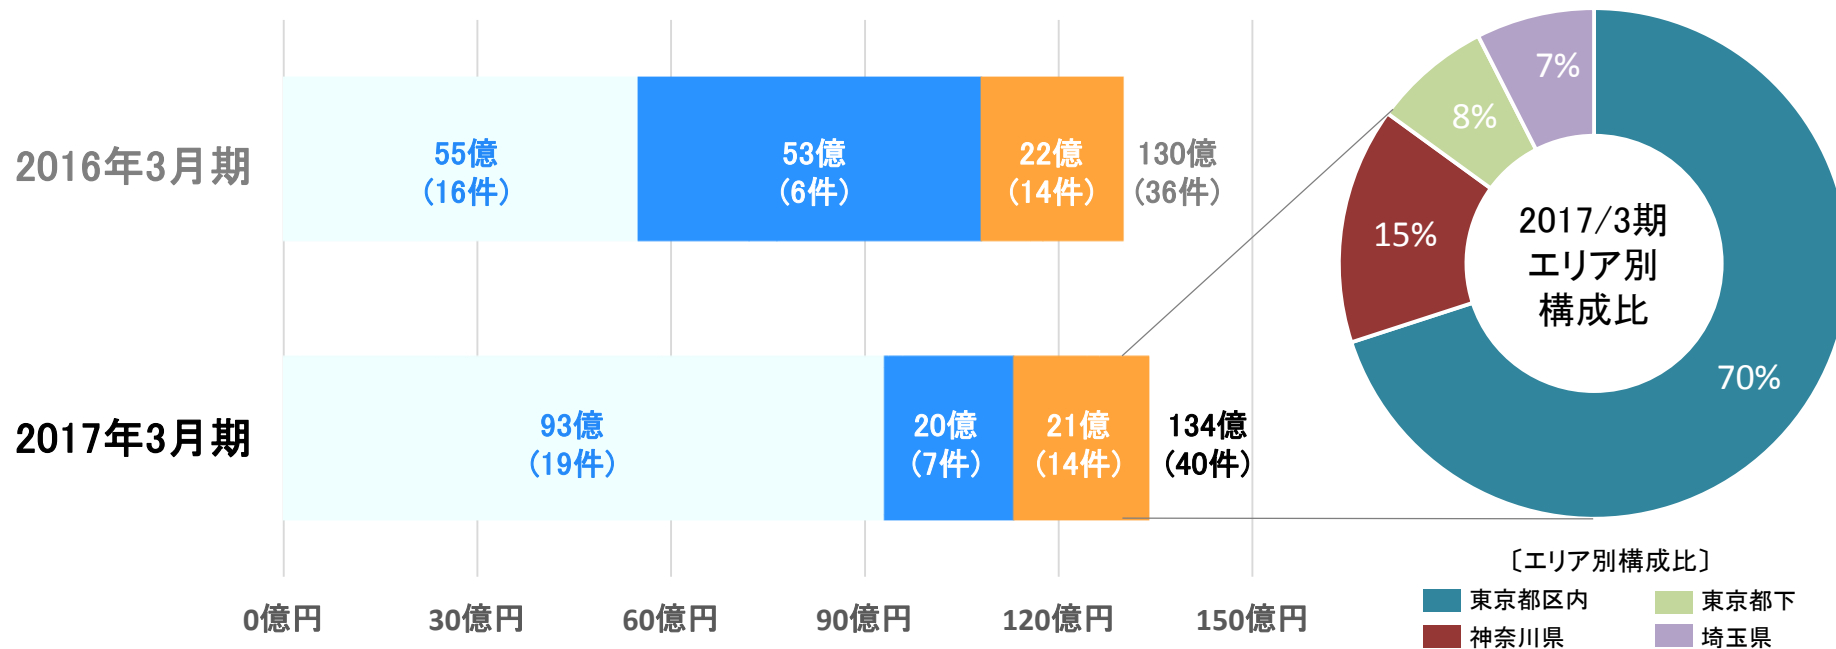 2016年3月期
55億
(16件)
53億
(6件)
22億
(14件)
130億
(36件)
2017年3月期
93億
(19件)
20億
(7件)
21億
(14件)
134億
(40件)
0億円
30億円
60億円
90億円
120億円
150億円
7%
8%
15%
70%
2017/3期
エリア別
構成比
〔エリア別構成比〕
東京都区内
東京都下
神奈川県
埼玉県